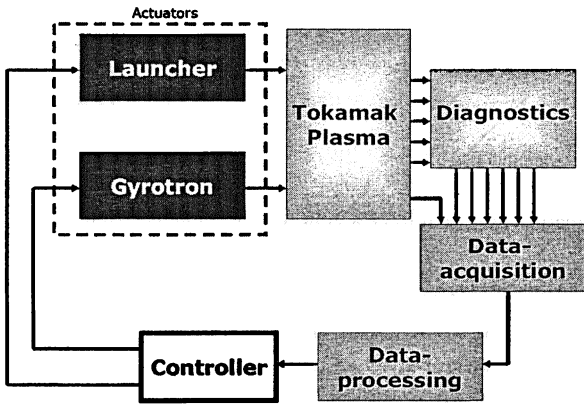 Actuators
Launcher
Gyrotron
Tokamak
Plasma
Diagnostics
Data-
acquisition
Data-
processing
Controller